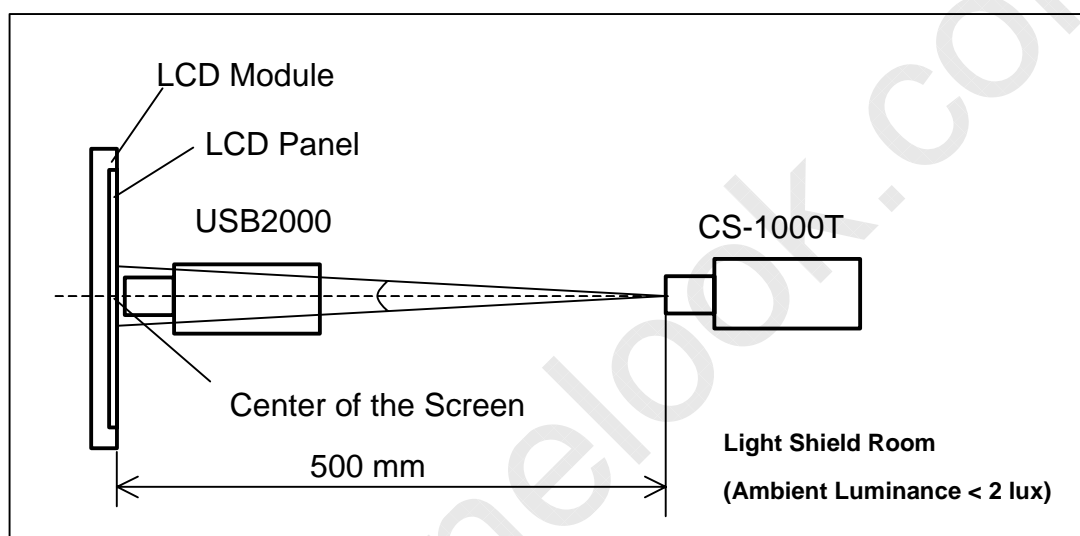 LCD Module
LCD Panel
USB2000
CS-1000T
Center of the Screen
500 mm
Light Shield Room
(Ambient Luminance < 2 lux)